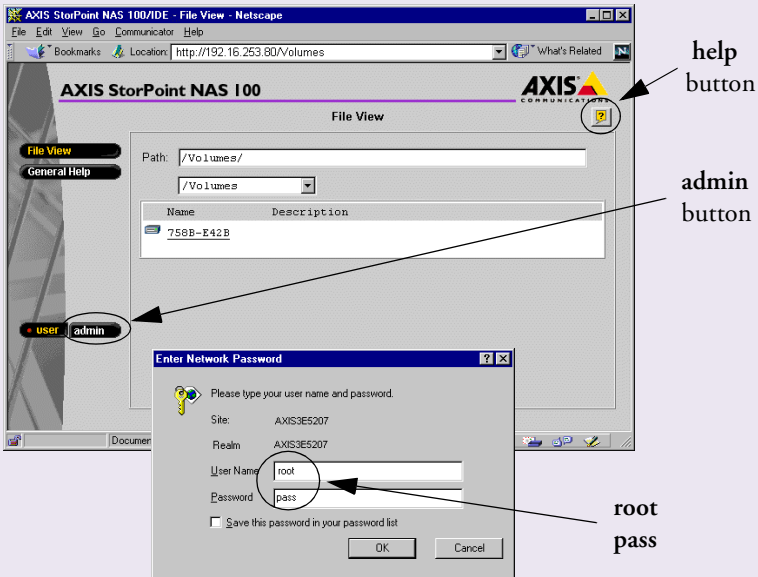 AXIS StorPoint NAS 100/IDE - File View - Netscape
File Edit View Go Communicator Help
Bookmarks Location: http://192.16.253.80/Volumes What's Related N
help
button
AXIS StorPoint NAS 100
AXIS
COMMUNICATIONS
File View
File View
General Help
Path: /Volumes/
/Volumes
Name Description
758B-E42B
admin
button
user admin
Enter Network Password
Please type your user name and password.
Site: AXIS3E5207
Realm AXIS3E5207
User Name root
Password pass
Save this password in your password list
OK Cancel
Documen
root
pass